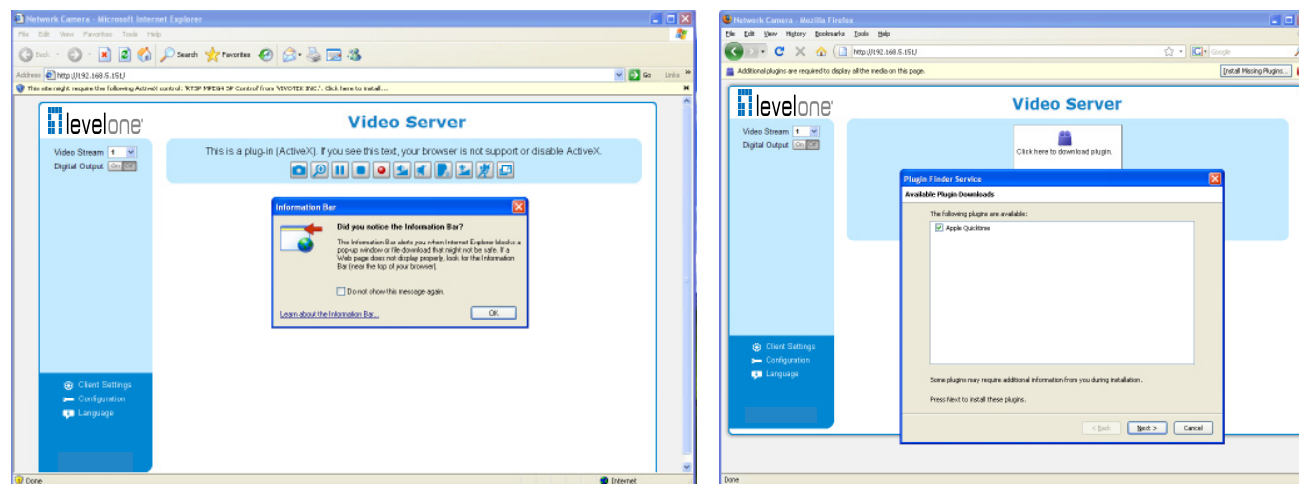 Network Camera - Microsoft Internet Explorer
File Edit View Favorites Tools Help
Back Search Favorites
Address http://192.168.5.151/ Go Links »
This site might require the following ActiveX control: 'RTSP MPEG4 SP Control' from 'VIVOTEK INC.'. Click here to install...
levelone
Video Server
Video Stream 1
Digital Output On Off
This is a plug-in (ActiveX). If you see this text, your browser is not support or disable ActiveX.
Information Bar
Did you notice the Information Bar?
The Information Bar alerts you when Internet Explorer blocks a
pop-up window or file download that might not be safe. If a
Web page does not display properly, look for the Information
Bar (near the top of your browser).
Do not show this message again.
Learn about the Information Bar...
OK
Client Settings
Configuration
Language
Done
Internet
Network Camera - Mozilla Firefox
File Edit View History Bookmarks Tools Help
http://192.168.5.151/
Google
Additional plugins are required to display all the media on this page.
Install Missing Plugins...
levelone
Video Server
Video Stream 1
Digital Output On Off
Click here to download plugin.
Plugin Finder Service
Available Plugin Downloads
The following plugins are available:
Apple Quicktime
Some plugins may require additional information from you during installation.
Press Next to install these plugins.
< Back Next > Cancel
Client Settings
Configuration
Language
Done